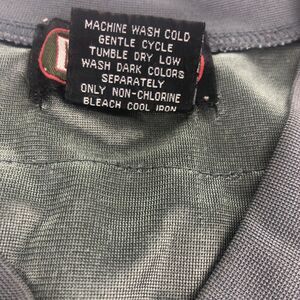 MACHINE WASH COLD
GENTLE CYCLE
TUMBLE DRY LOW
WASH DARK COLORS
SEPARATELY
ONLY NON-CHLORINE
BLEACH COOL IRON